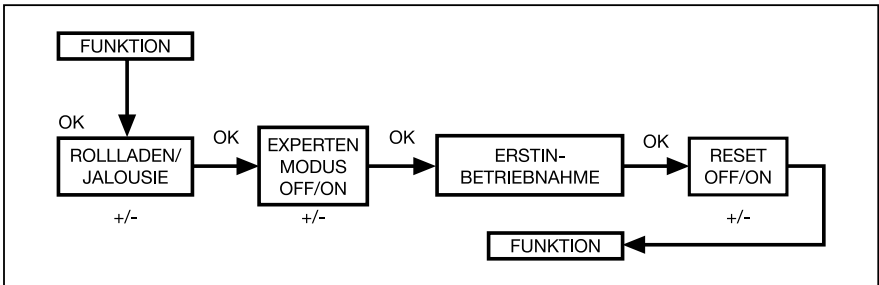 FUNKTION
OK
ROLLLADEN/
JALOUSIE
+/-
OK
EXPERTEN
MODUS
OFF/ON
+/-
OK
ERSTIN-
BETRIEBNAHME
OK
RESET
OFF/ON
+/-
FUNKTION